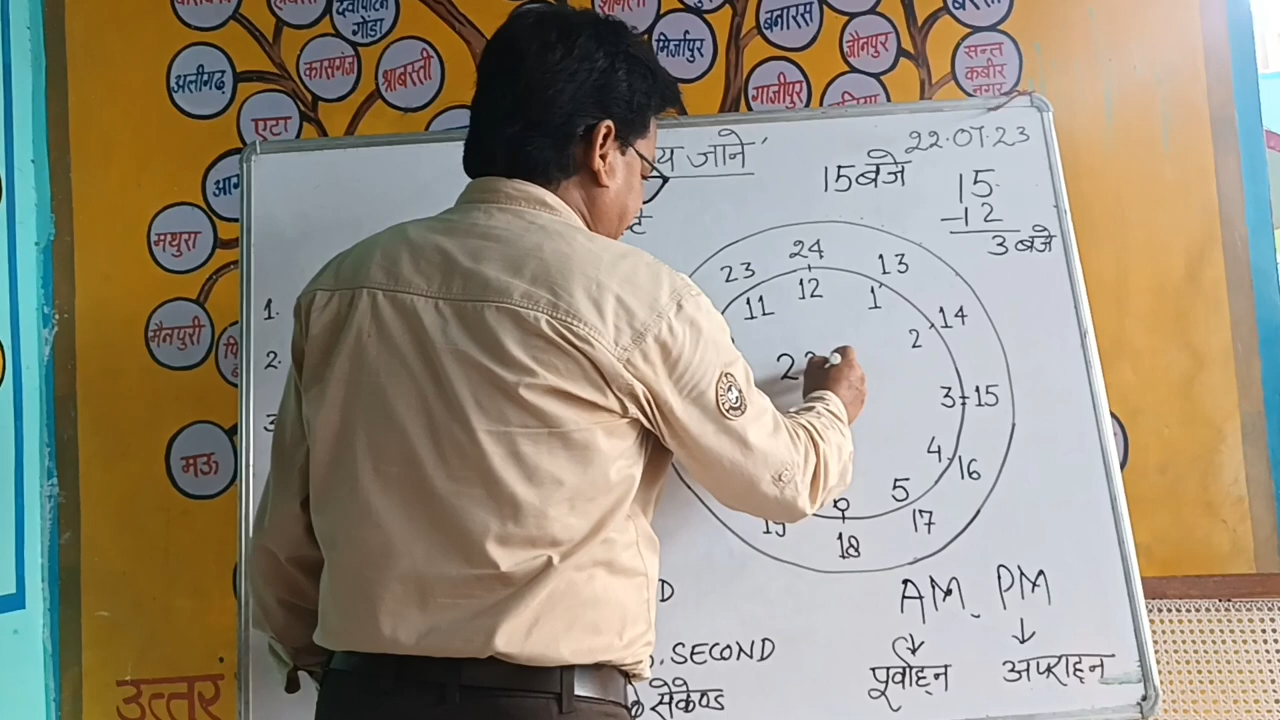 देवीपाटन
गोंडा
अलीगढ़
कासगंज
श्राबस्ती
एटा
मथुरा
मैनपुरी
मऊ
मिर्जापुर
बनारस
जौनपुर
गाजीपुर
सन्त
कबीर
नगर
उत्तर
जाने'
22.07.23
15बजे
15
-12
3 बजे
1.
2.
24
23
13
12
11
1
14
2
3
15
4
16
5
17
18
AM. PM
SECOND
सेकेण्ड
पूर्वाह्न
अपराह्न